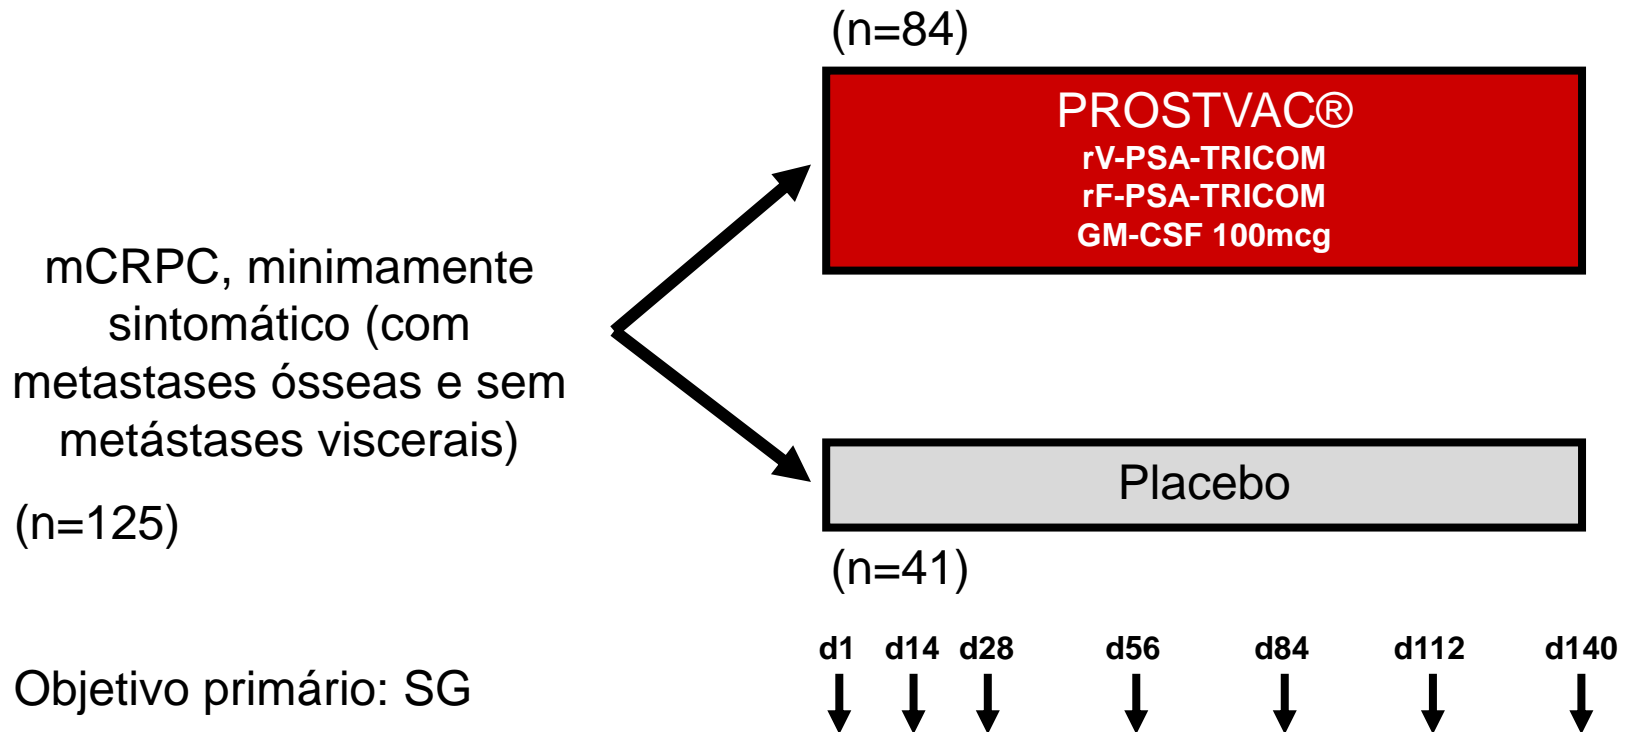 (n=84)
PROSTVAC®
rV-PSA-TRICOM
rF-PSA-TRICOM
GM-CSF 100mcg
mCRPC, minimamente
sintomático (com
metastases ósseas e sem
metástases viscerais)
(n=125)
Placebo
(n=41)
d1 d14 d28 d56 d84 d112 d140
Objetivo primário: SG